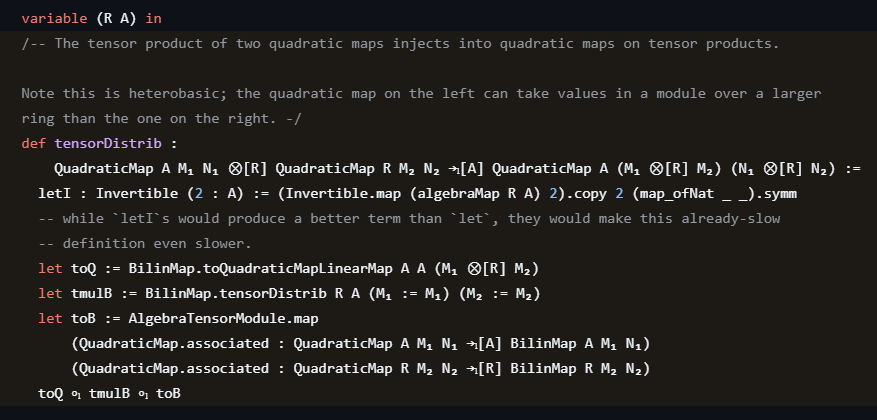 variable (R A) in
/-- The tensor product of two quadratic maps injects into quadratic maps on tensor products.
Note this is heterobasic; the quadratic map on the left can take values in a module over a larger
ring than the one on the right. -/
def tensorDistrib :
QuadraticMap A M₁ N₁ ⊗[R] QuadraticMap R M₂ N₂ →ₗ[A] QuadraticMap A (M₁ ⊗[R] M₂) (N₁ ⊗[R] N₂) :=
letI : Invertible (2 : A) := (Invertible.map (algebraMap R A) 2).copy 2 (map_ofNat _ _).symm
-- while `letI`s would produce a better term than `let`, they would make this already-slow
-- definition even slower.
let toQ := BilinMap.toQuadraticMapLinearMap A A (M₁ ⊗[R] M₂)
let tmulB := BilinMap.tensorDistrib R A (M₁ := M₁) (M₂ := M₂)
let toB := AlgebraTensorModule.map
(QuadraticMap.associated : QuadraticMap A M₁ N₁ →ₗ[A] BilinMap A M₁ N₁)
(QuadraticMap.associated : QuadraticMap R M₂ N₂ →ₗ[R] BilinMap R M₂ N₂)
toQ ∘ₗ tmulB ∘ₗ toB